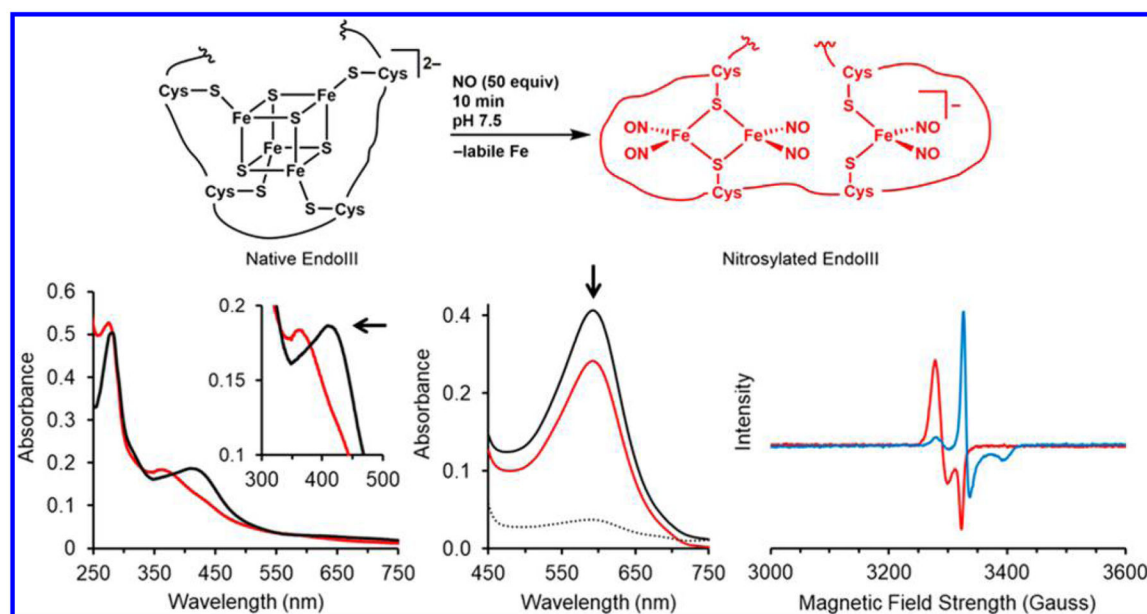 Cys S S Fe S Cys 2–
Fe S
Fe S
S Fe
Cys S S Cys
Native EndoIII
NO (50 equiv)
10 min
pH 7.5
–labile Fe
Cys Cys
S S –
ON Fe Fe NO Fe NO
ON NO NO
S S
Cys Cys
Nitrosylated EndoIII
Absorbance
0.6
0.5
0.4
0.3
0.2
0.1
0
250 350 450 550 650 750
Wavelength (nm)
0.2
0.15
0.1
300 400 500
Absorbance
0.4
0.2
0.1
0.0
450 550 650 750
Wavelength (nm)
Intensity
3000 3200 3400 3600
Magnetic Field Strength (Gauss)